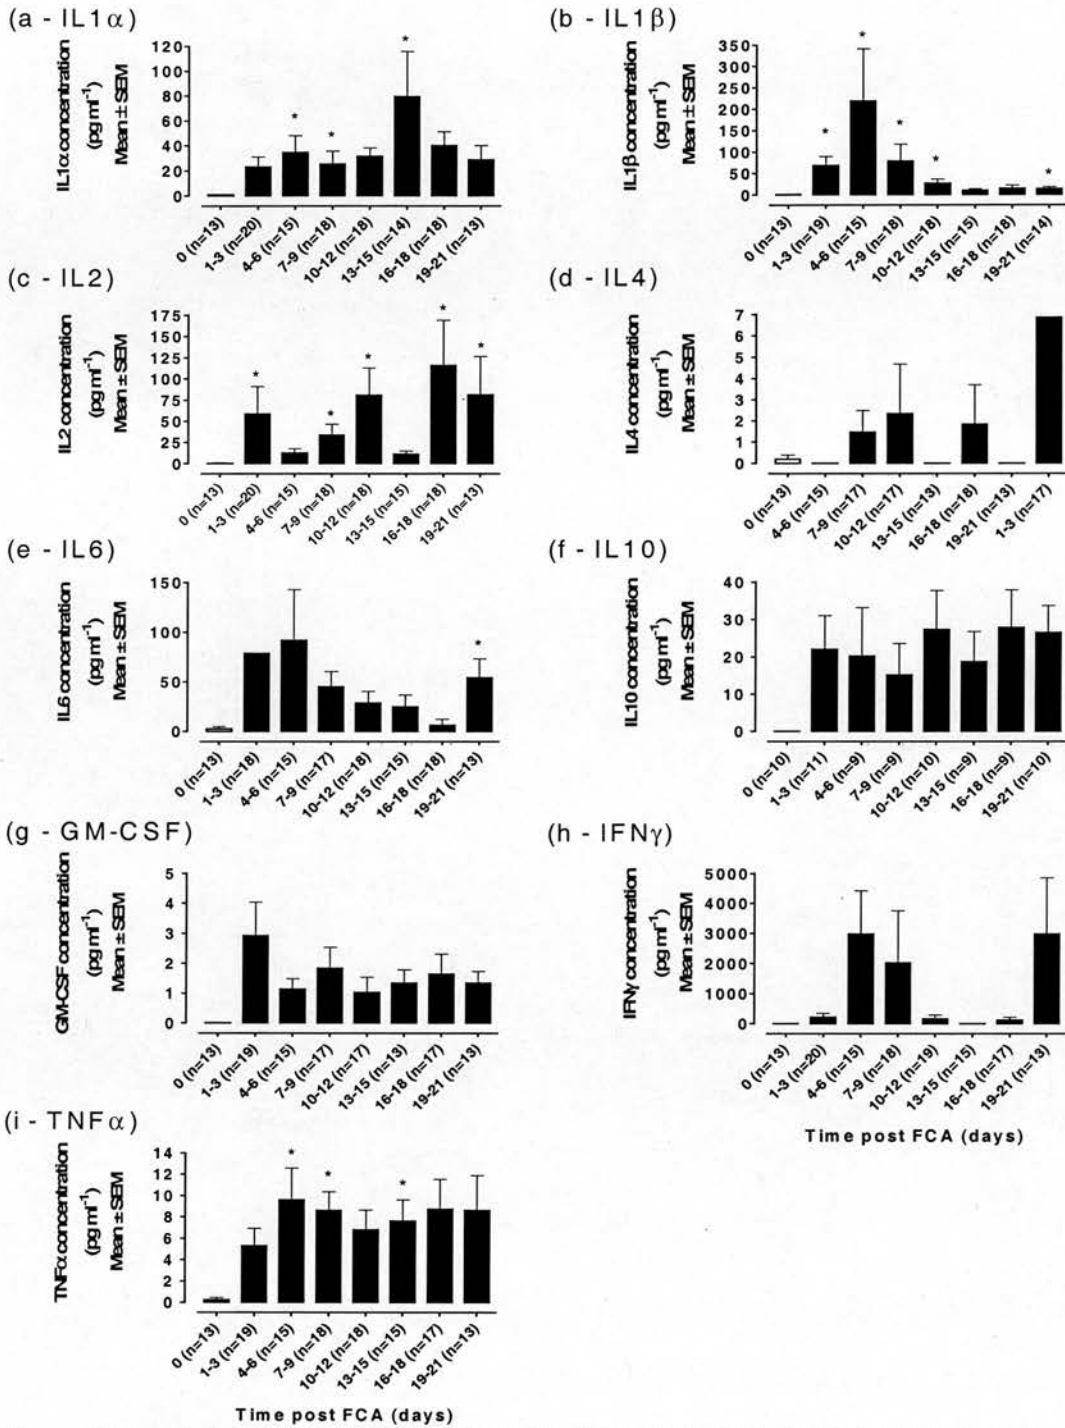 (a - IL1α)
IL1α concentration
(pg ml⁻¹)
Mean ± SEM
120
100
80
60
40
20
0
* * *
0 (n=13)
1-3 (n=20)
4-6 (n=15)
7-9 (n=18)
10-12 (n=18)
13-15 (n=14)
16-18 (n=18)
19-21 (n=13)
(b - IL1β)
IL1β concentration
(pg ml⁻¹)
Mean ± SEM
350
300
250
200
150
100
50
0
* * * * *
0 (n=13)
1-3 (n=19)
4-6 (n=15)
7-9 (n=18)
10-12 (n=18)
13-15 (n=15)
16-18 (n=18)
19-21 (n=14)
(c - IL2)
IL2 concentration
(pg ml⁻¹)
Mean ± SEM
175
150
125
100
75
50
25
0
* * * * *
0 (n=13)
1-3 (n=20)
4-6 (n=15)
7-9 (n=18)
10-12 (n=18)
13-15 (n=15)
16-18 (n=18)
19-21 (n=13)
(d - IL4)
IL4 concentration
(pg ml⁻¹)
Mean ± SEM
7
6
5
4
3
2
1
0
0 (n=13)
4-6 (n=15)
7-9 (n=17)
10-12 (n=17)
13-15 (n=13)
16-18 (n=18)
19-21 (n=13)
1-3 (n=17)
(e - IL6)
IL6 concentration
(pg ml⁻¹)
Mean ± SEM
150
100
50
0
*
0 (n=13)
1-3 (n=18)
4-6 (n=15)
7-9 (n=17)
10-12 (n=18)
13-15 (n=15)
16-18 (n=18)
19-21 (n=13)
(f - IL10)
IL10 concentration
(pg ml⁻¹)
Mean ± SEM
40
30
20
10
0
0 (n=10)
1-3 (n=11)
4-6 (n=9)
7-9 (n=9)
10-12 (n=10)
13-15 (n=9)
16-18 (n=9)
19-21 (n=10)
(g - GM-CSF)
GM-CSF concentration
(pg ml⁻¹)
Mean ± SEM
5
4
3
2
1
0
0 (n=13)
1-3 (n=19)
4-6 (n=15)
7-9 (n=17)
10-12 (n=17)
13-15 (n=13)
16-18 (n=17)
19-21 (n=13)
(h - IFNγ)
IFNγ concentration
(pg ml⁻¹)
Mean ± SEM
5000
4000
3000
2000
1000
0
0 (n=13)
1-3 (n=20)
4-6 (n=15)
7-9 (n=18)
10-12 (n=19)
13-15 (n=15)
16-18 (n=17)
19-21 (n=13)
Time post FCA (days)
(i - TNFα)
TNFα concentration
(pg ml⁻¹)
Mean ± SEM
14
12
10
8
6
4
2
0
* * *
0 (n=13)
1-3 (n=19)
4-6 (n=15)
7-9 (n=18)
10-12 (n=18)
13-15 (n=15)
16-18 (n=17)
19-21 (n=13)
Time post FCA (days)